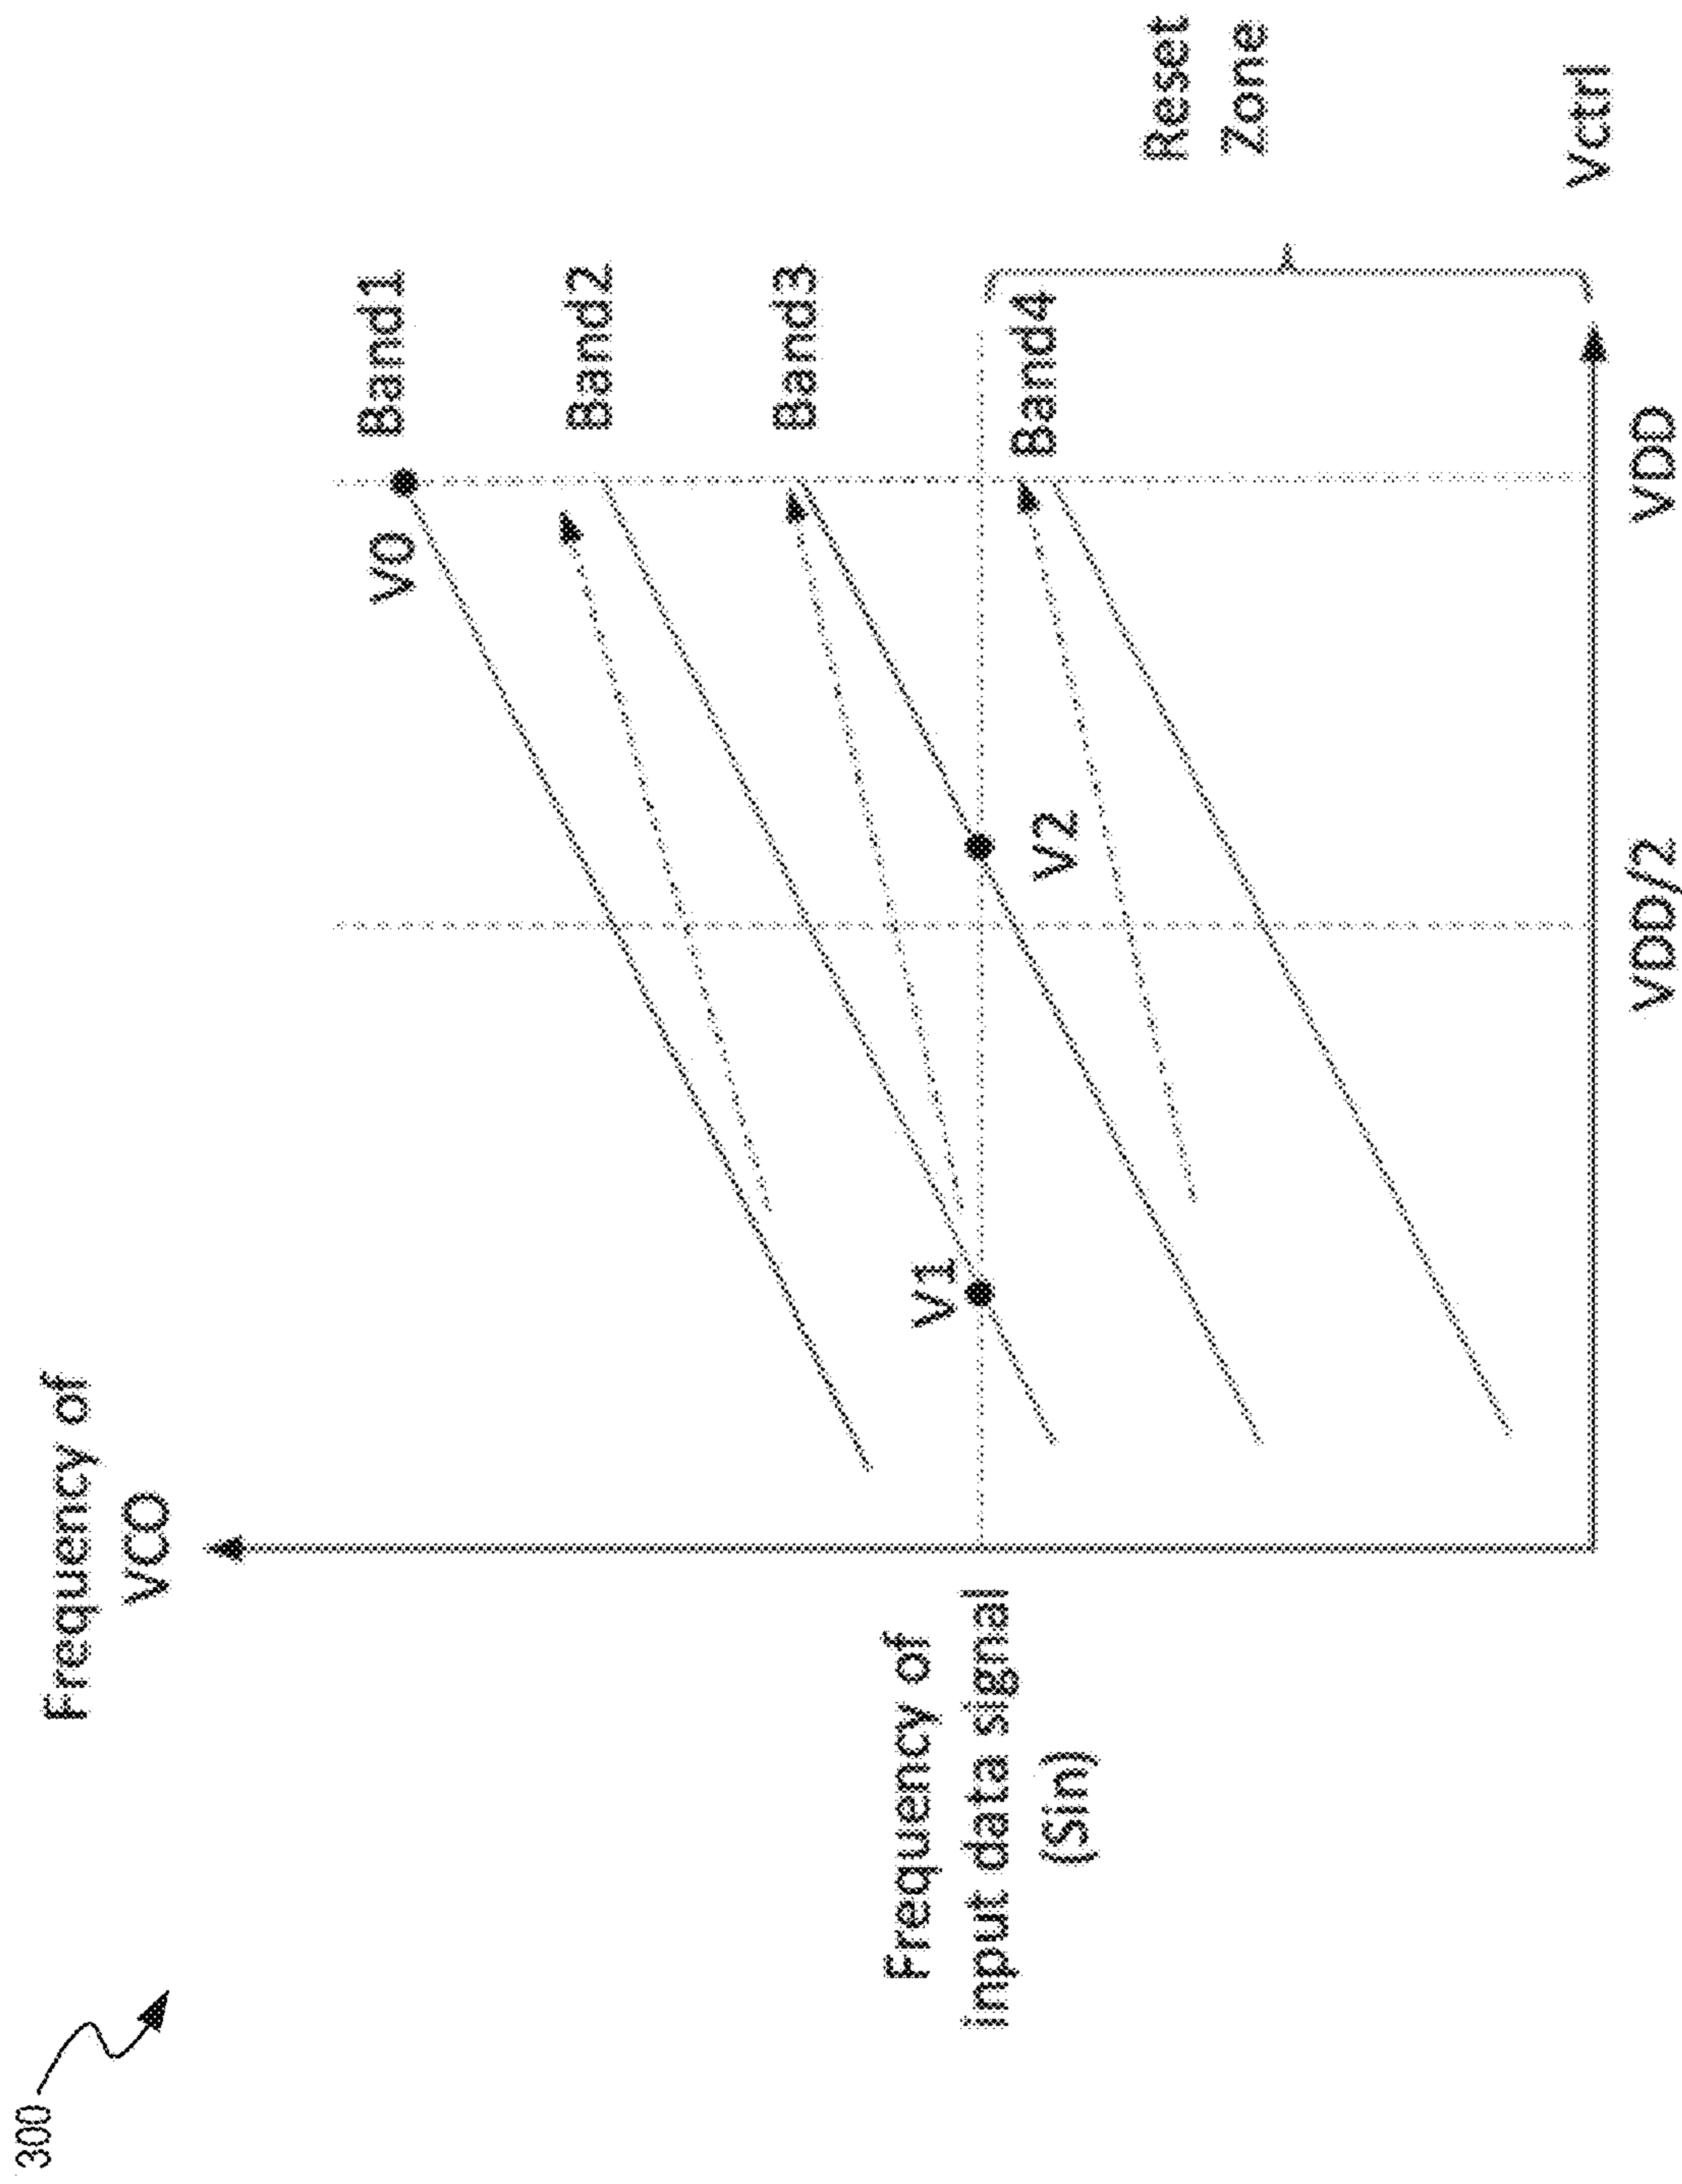 300
Frequency of
VCO
V0
Band1
Band2
Band3
V1
Frequency of
input data signal
(Sin)
V2
Band4
Reset
Zone
VDD/2
VDD
Vctrl